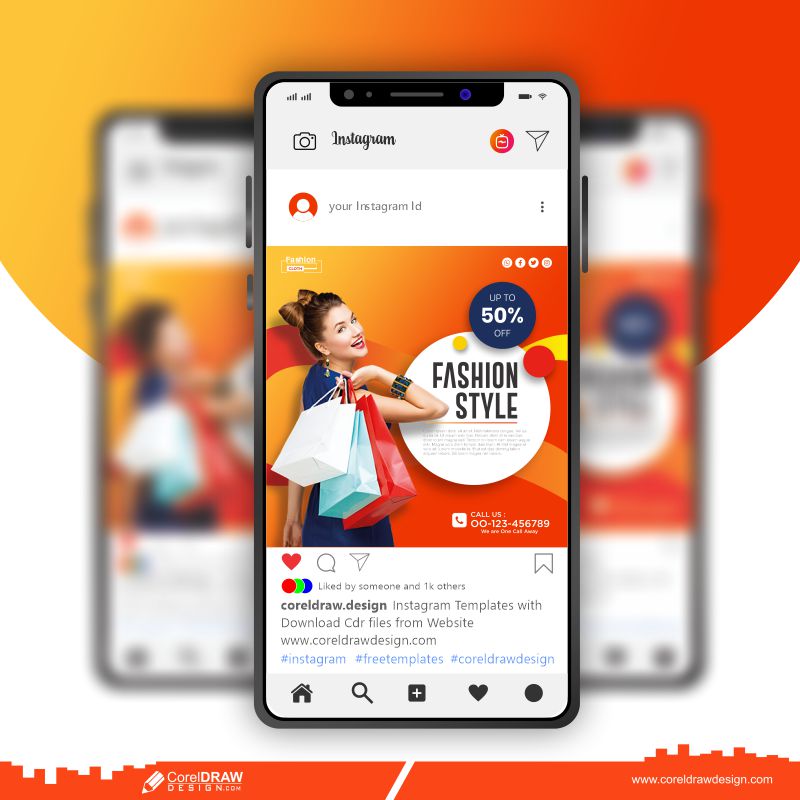 Instagram
your Instagram Id
Fashion
CLOTH
UP TO
50%
OFF
FASHION
STYLE
CALL US :
OO-123-456789
We are One Call Away
Liked by someone and 1k others
coreldraw.design Instagram Templates with
Download Cdr files from Website
www.coreldrawdesign.com
#instagram #freetemplates #coreldrawdesign
CorelDRAW
DESIGN.COM
www.coreldrawdesign.com